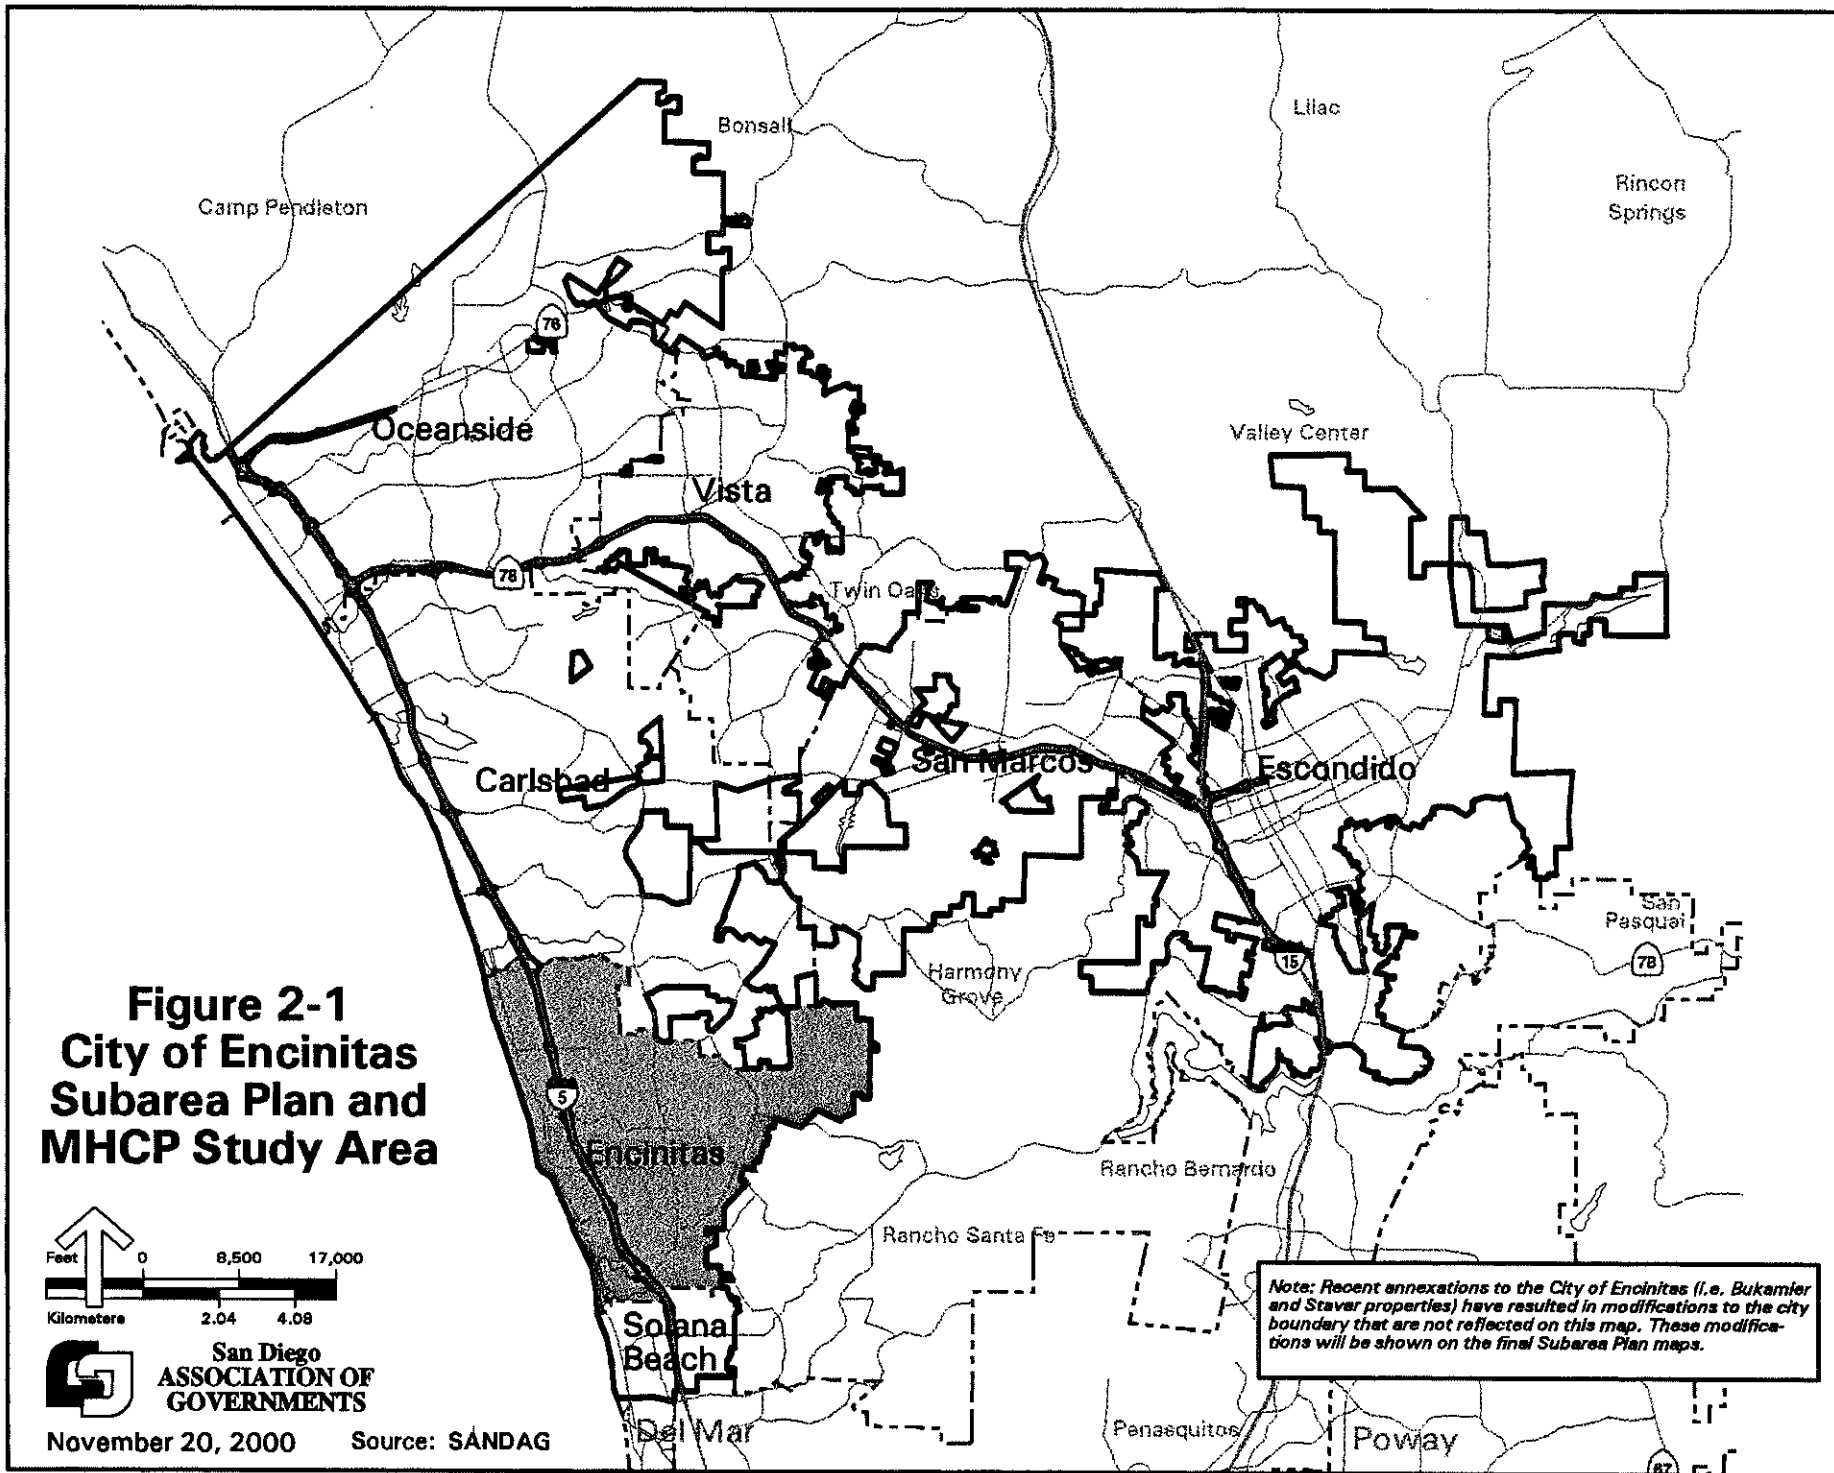 Lilac
Bonsall
Rincon
Springs
Camp Pendleton
76
Oceanside
Valley Center
Vista
78
Twin Oaks
Carlsbad
San Marcos
Escondido
San
Pasqual
78
15
Harmony
Grove
Figure 2-1
City of Encinitas
Subarea Plan and
MHCP Study Area
5
Encinitas
Rancho Bernardo
Rancho Santa Fe
Feet 0 8,500 17,000
Kilometers 2.04 4.08
Note: Recent annexations to the City of Encinitas (i.e. Bukamier
and Staver properties) have resulted in modifications to the city
boundary that are not reflected on this map. These modifica-
tions will be shown on the final Subarea Plan maps.
Solana
Beach
San Diego
ASSOCIATION OF
GOVERNMENTS
Del Mar
Penasquitos
Poway
November 20, 2000 Source: SANDAG
67